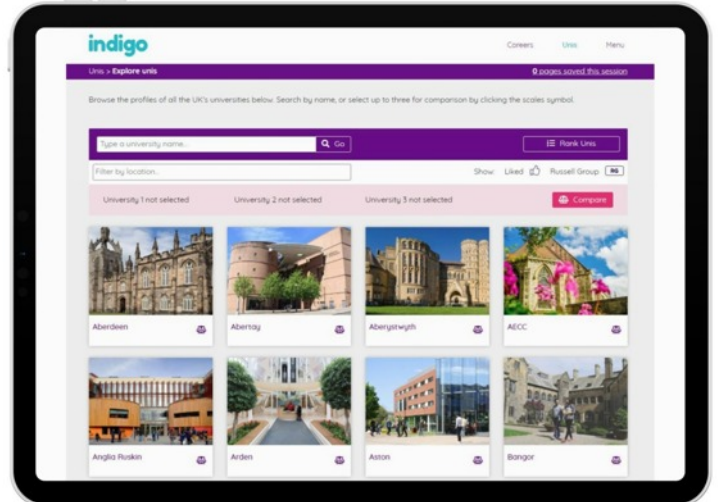 indigo
Careers Unis Menu
Unis > Explore unis 0 pages saved this session
Browse the profiles of all the UK's universities below. Search by name, or select up to three for comparison by clicking the scales symbol.
Type a university name.. Go Rank Unis
Filter by location.. Show: Liked Russell Group RG
University 1 not selected University 2 not selected University 3 not selected Compare
Aberdeen Abertay Aberystwyth AECC
Anglia Ruskin Arden Aston Bangor